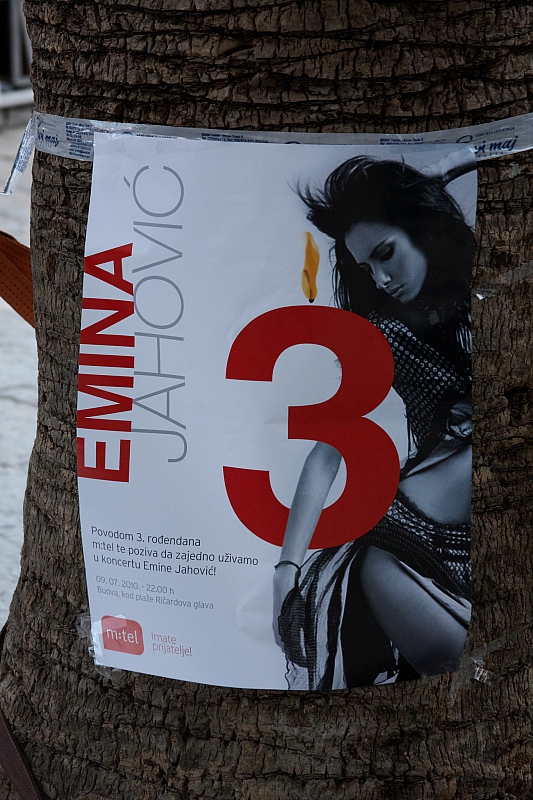 EMINA
JAHOVIĆ
3
Povodom 3. rođendana
m:tel te poziva da zajedno uživamo
u koncertu Emine Jahović!
09. 07. 2010. - 22.00 h
Budva, kod plaže Ričardova glava
m:tel
Imate
prijatelje!